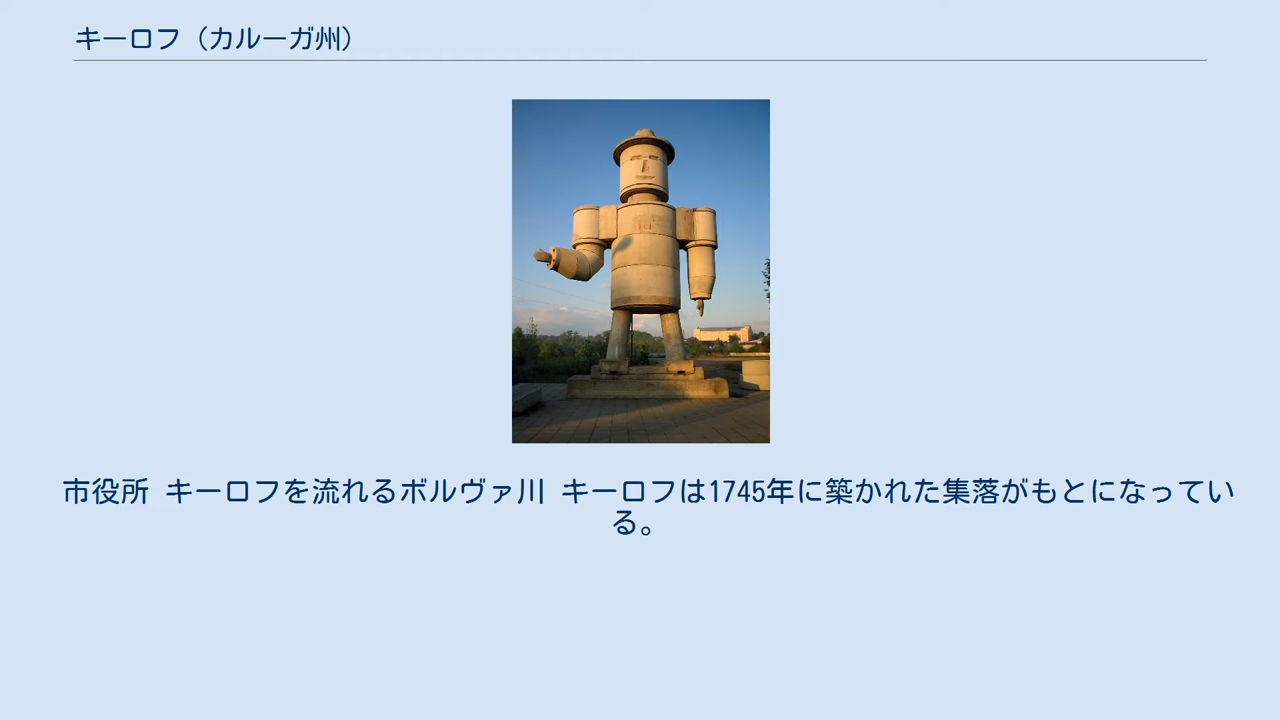 キーロフ（カルーガ州）
市役所 キーロフを流れるボルヴァ川 キーロフは1745年に築かれた集落がもとになってい
る。